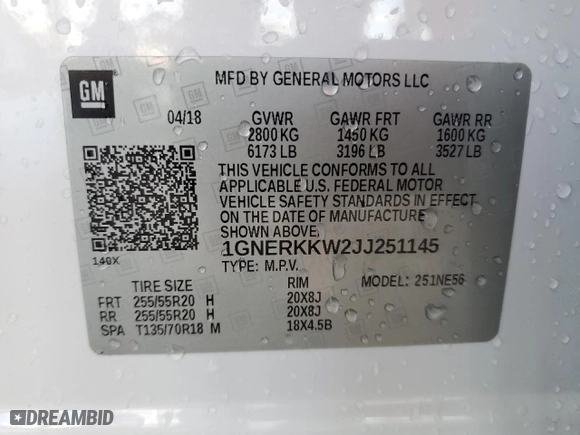 GM
MFD BY GENERAL MOTORS LLC
04/18 GVWR GAWR FRT GAWR RR
2800 KG 1450 KG 1600 KG
6173 LB 3196 LB 3527 LB
THIS VEHICLE CONFORMS TO ALL
APPLICABLE U.S. FEDERAL MOTOR
VEHICLE SAFETY STANDARDS IN EFFECT
ON THE DATE OF MANUFACTURE
SHOWN ABOVE.
1GNERKKW2JJ251145
140X
TYPE: M.P.V. MODEL: 251NE56
TIRE SIZE RIM
FRT 255/55R20 H 20X8J
RR 255/55R20 H 20X8J
SPA T135/70R18 M 18X4.5B
DREAMBID